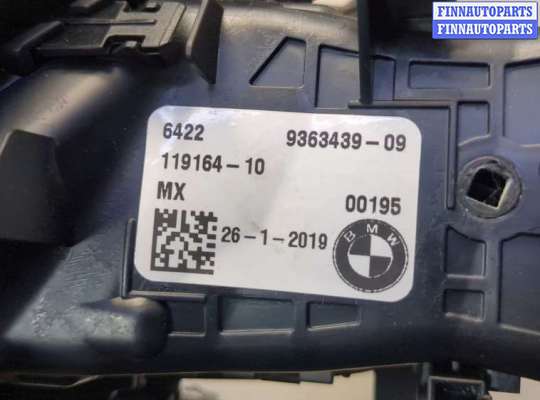 FINNAUTOPARTS
FINNAUTOPARTS
6422 9363439-09
119164-10
MX 00195
26-1-2019
BMW